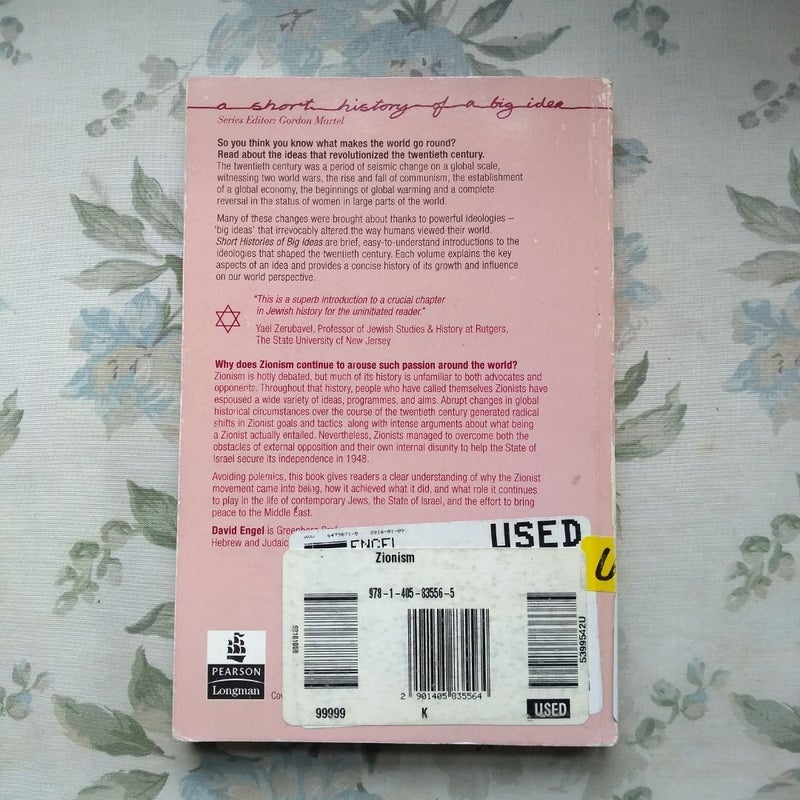 a short history of a big idea
Series Editor: Gordon Martel
So you think you know what makes the world go round?
Read about the ideas that revolutionized the twentieth century.
The twentieth century was a period of seismic change on a global scale,
witnessing two world wars, the rise and fall of communism, the establishment
of a global economy, the beginnings of global warming and a complete
reversal in the status of women in large parts of the world.
Many of these changes were brought about thanks to powerful ideologies –
'big ideas' that irrevocably altered the way humans viewed their world.
Short Histories of Big Ideas are brief, easy-to-understand introductions to the
ideologies that shaped the twentieth century. Each volume explains the key
aspects of an idea and provides a concise history of its growth and influence
on our world perspective.
"This is a superb introduction to a crucial chapter
in Jewish history for the uninitiated reader."
Yael Zerubavel, Professor of Jewish Studies & History at Rutgers,
The State University of New Jersey
Why does Zionism continue to arouse such passion around the world?
Zionism is hotly debated, but much of its history is unfamiliar to both advocates and
opponents. Throughout that history, people who have called themselves Zionists have
espoused a wide variety of ideas, programmes, and aims. Abrupt changes in global
historical circumstances over the course of the twentieth century generated radical
shifts in Zionist goals and tactics, along with intense arguments about what being
a Zionist actually entailed. Nevertheless, Zionists managed to overcome both the
obstacles of external opposition and their own internal disunity to help the State of
Israel secure its independence in 1948.
Avoiding polemics, this book gives readers a clear understanding of why the Zionist
movement came into being, how it achieved what it did, and what role it continues
to play in the life of contemporary Jews, the State of Israel, and the effort to bring
peace to the Middle East.
David Engel is Greenberg
Hebrew and Judaic
6473071-8 2016-01-09
ENGEL
USED
U
Zionism
978-1-405-83556-5
5399542U
2 901405 835564
99999
K
USED
PEARSON
Longman